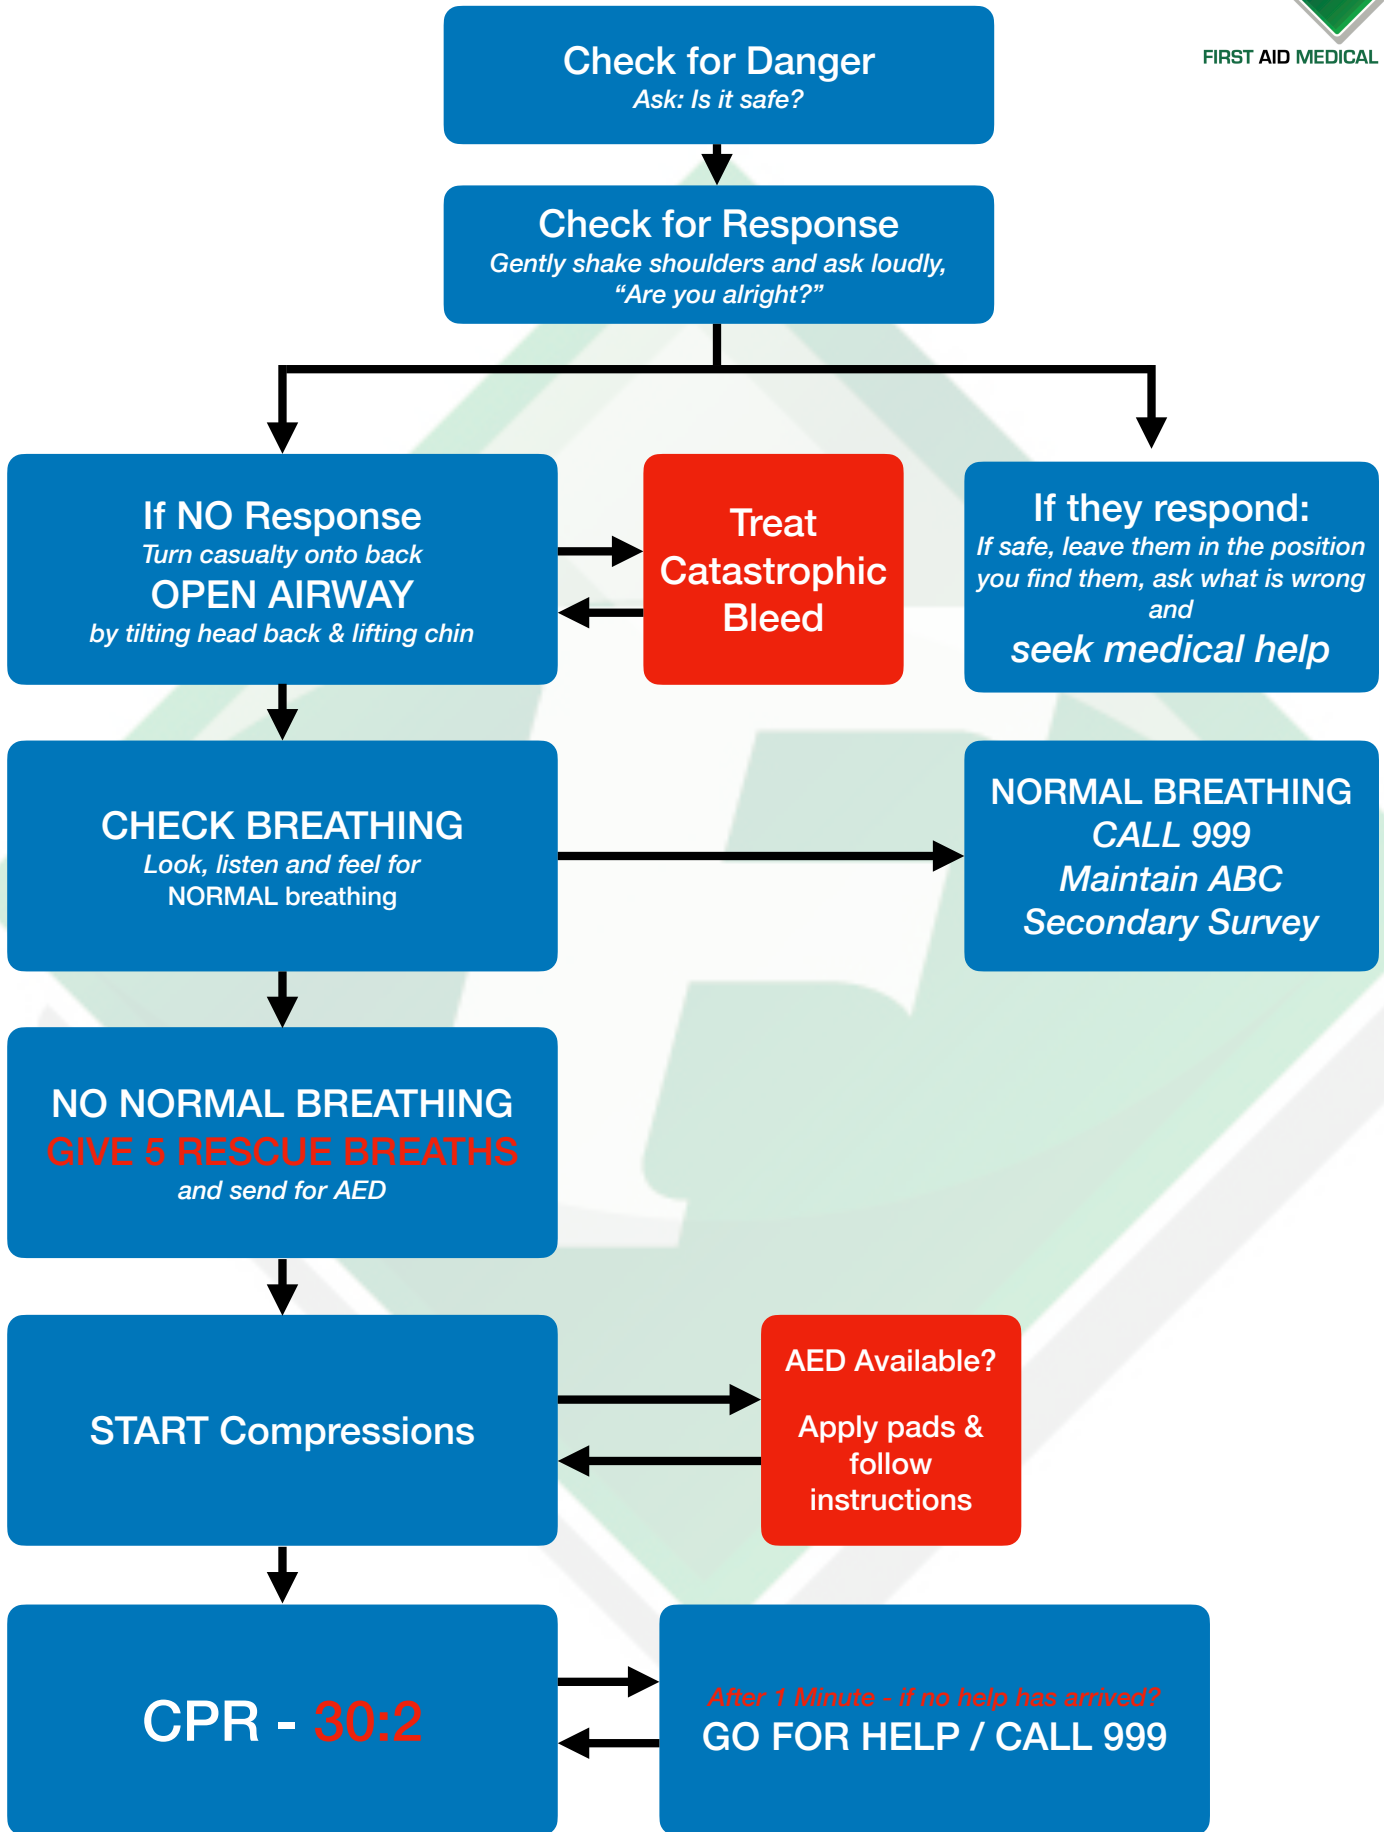 FIRST AID MEDICAL
Check for Danger
Ask: Is it safe?
Check for Response
Gently shake shoulders and ask loudly,
“Are you alright?”
If NO Response
Turn casualty onto back
OPEN AIRWAY
by tilting head back & lifting chin
Treat
Catastrophic
Bleed
If they respond:
If safe, leave them in the position
you find them, ask what is wrong
and
seek medical help
CHECK BREATHING
Look, listen and feel for
NORMAL breathing
NORMAL BREATHING
CALL 999
Maintain ABC
Secondary Survey
NO NORMAL BREATHING
GIVE 5 RESCUE BREATHS
and send for AED
START Compressions
AED Available?
Apply pads &
follow
instructions
CPR - 30:2
After 1 Minute - if no help has arrived?
GO FOR HELP / CALL 999